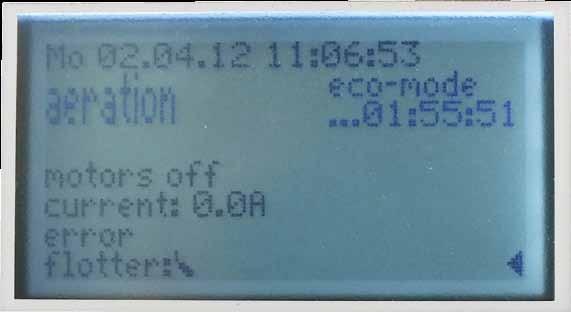 Mo 02.04.12 11:06:53
eco-mode
aeration ...01:55:51
motors off
current: 0.0A
error
flotter: